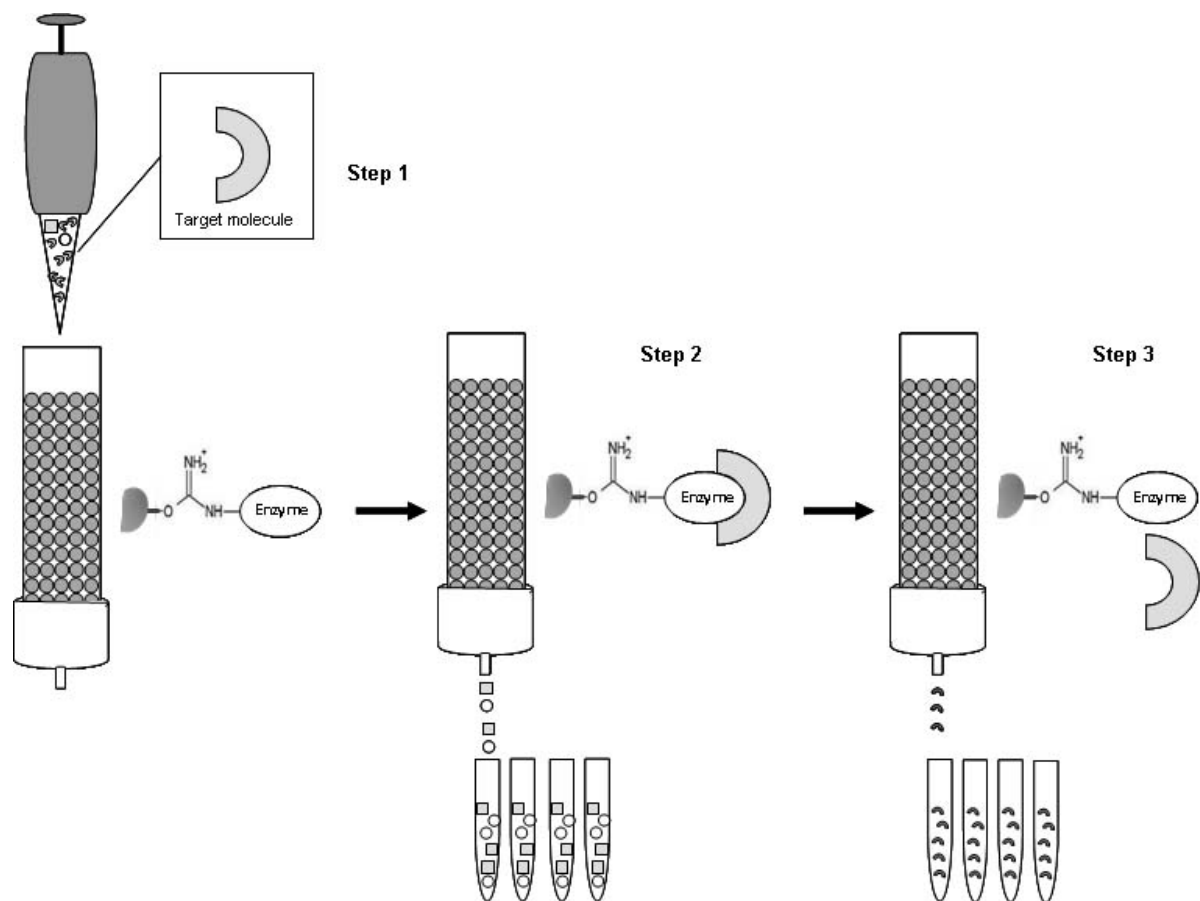 Step 1
Target molecule
Step 2
Step 3
NH2+
O
NH
Enzyme
NH2+
O
NH
Enzyme
NH2+
O
NH
Enzyme